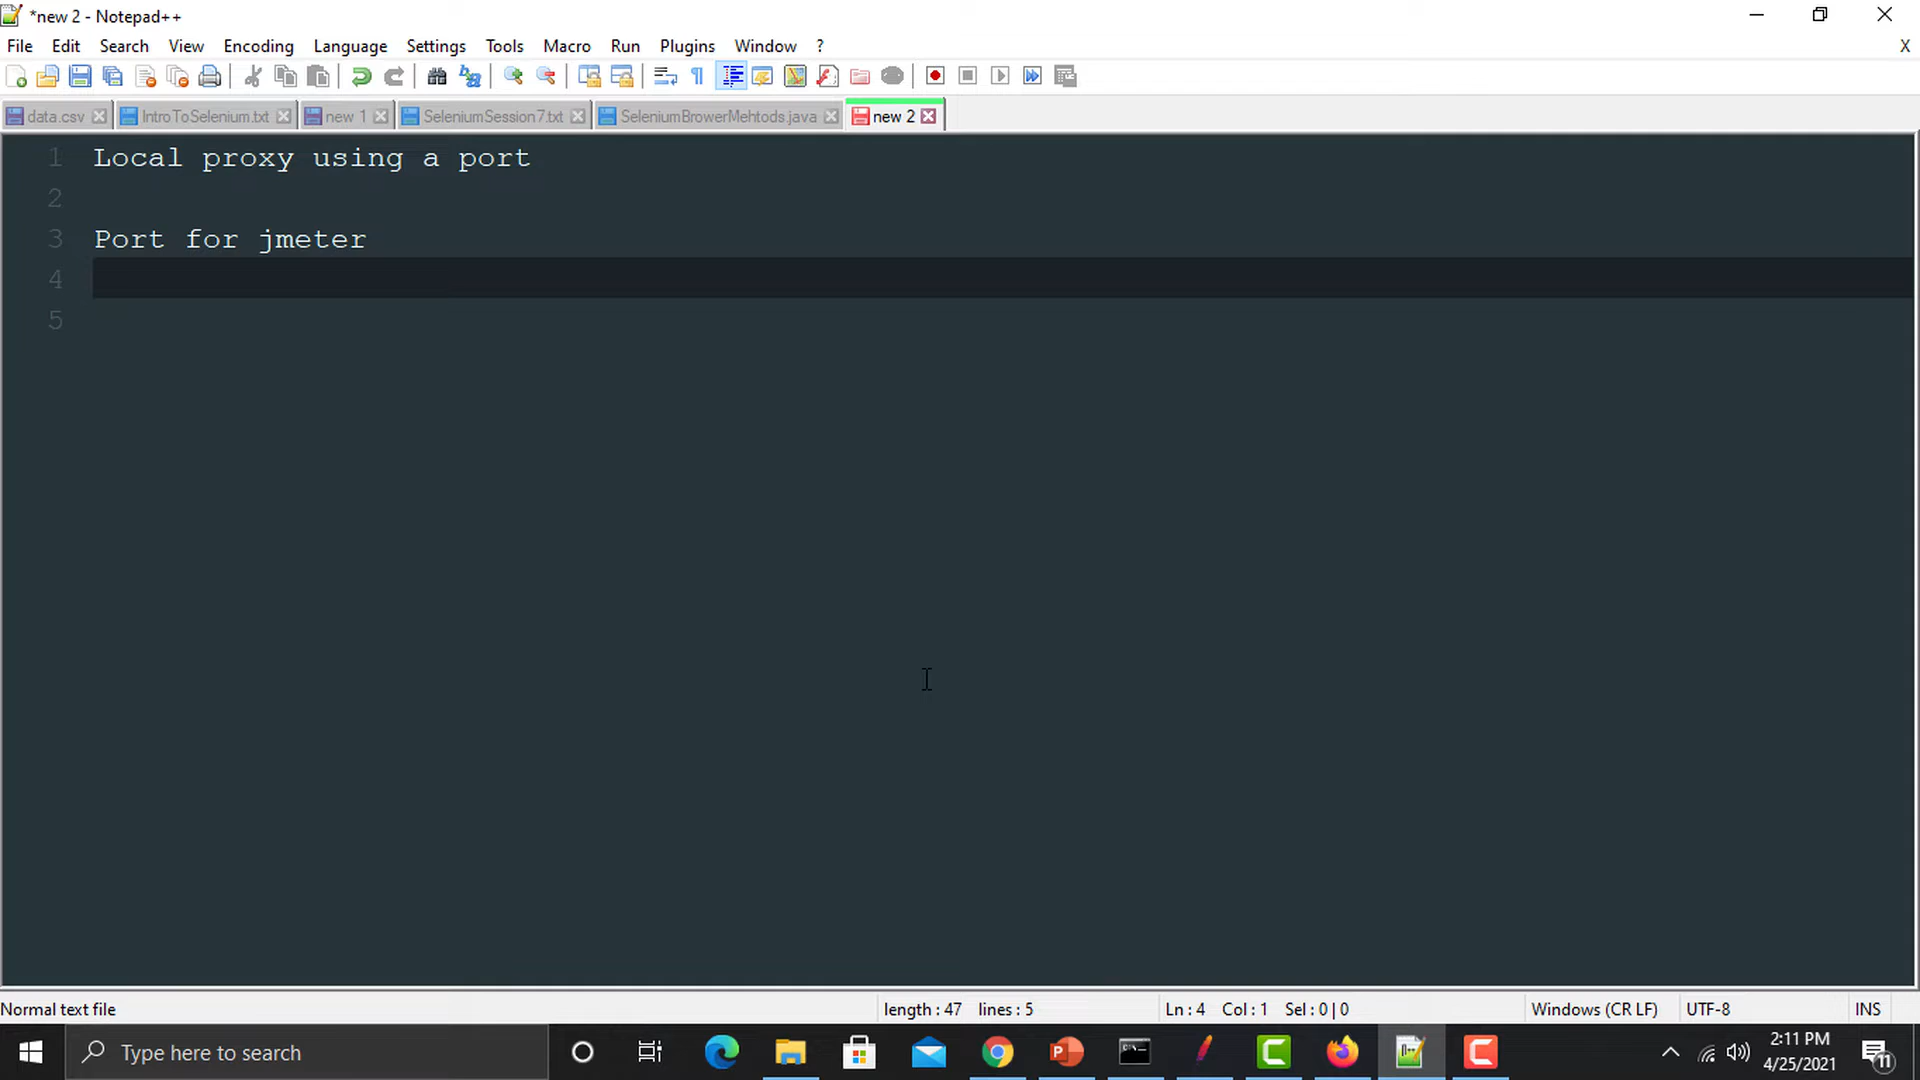 *new 2 - Notepad++
File Edit Search View Encoding Language Settings Tools Macro Run Plugins Window ? X
data.csv IntroToSelenium.txt new 1 SeleniumSession7.txt SeleniumBrowerMehtods.java new 2
1 Local proxy using a port
2
3 Port for jmeter
4
5
Normal text file length : 47 lines : 5 Ln : 4 Col : 1 Sel : 0 | 0 Windows (CR LF) UTF-8 INS
Type here to search
2:11 PM
4/25/2021
11